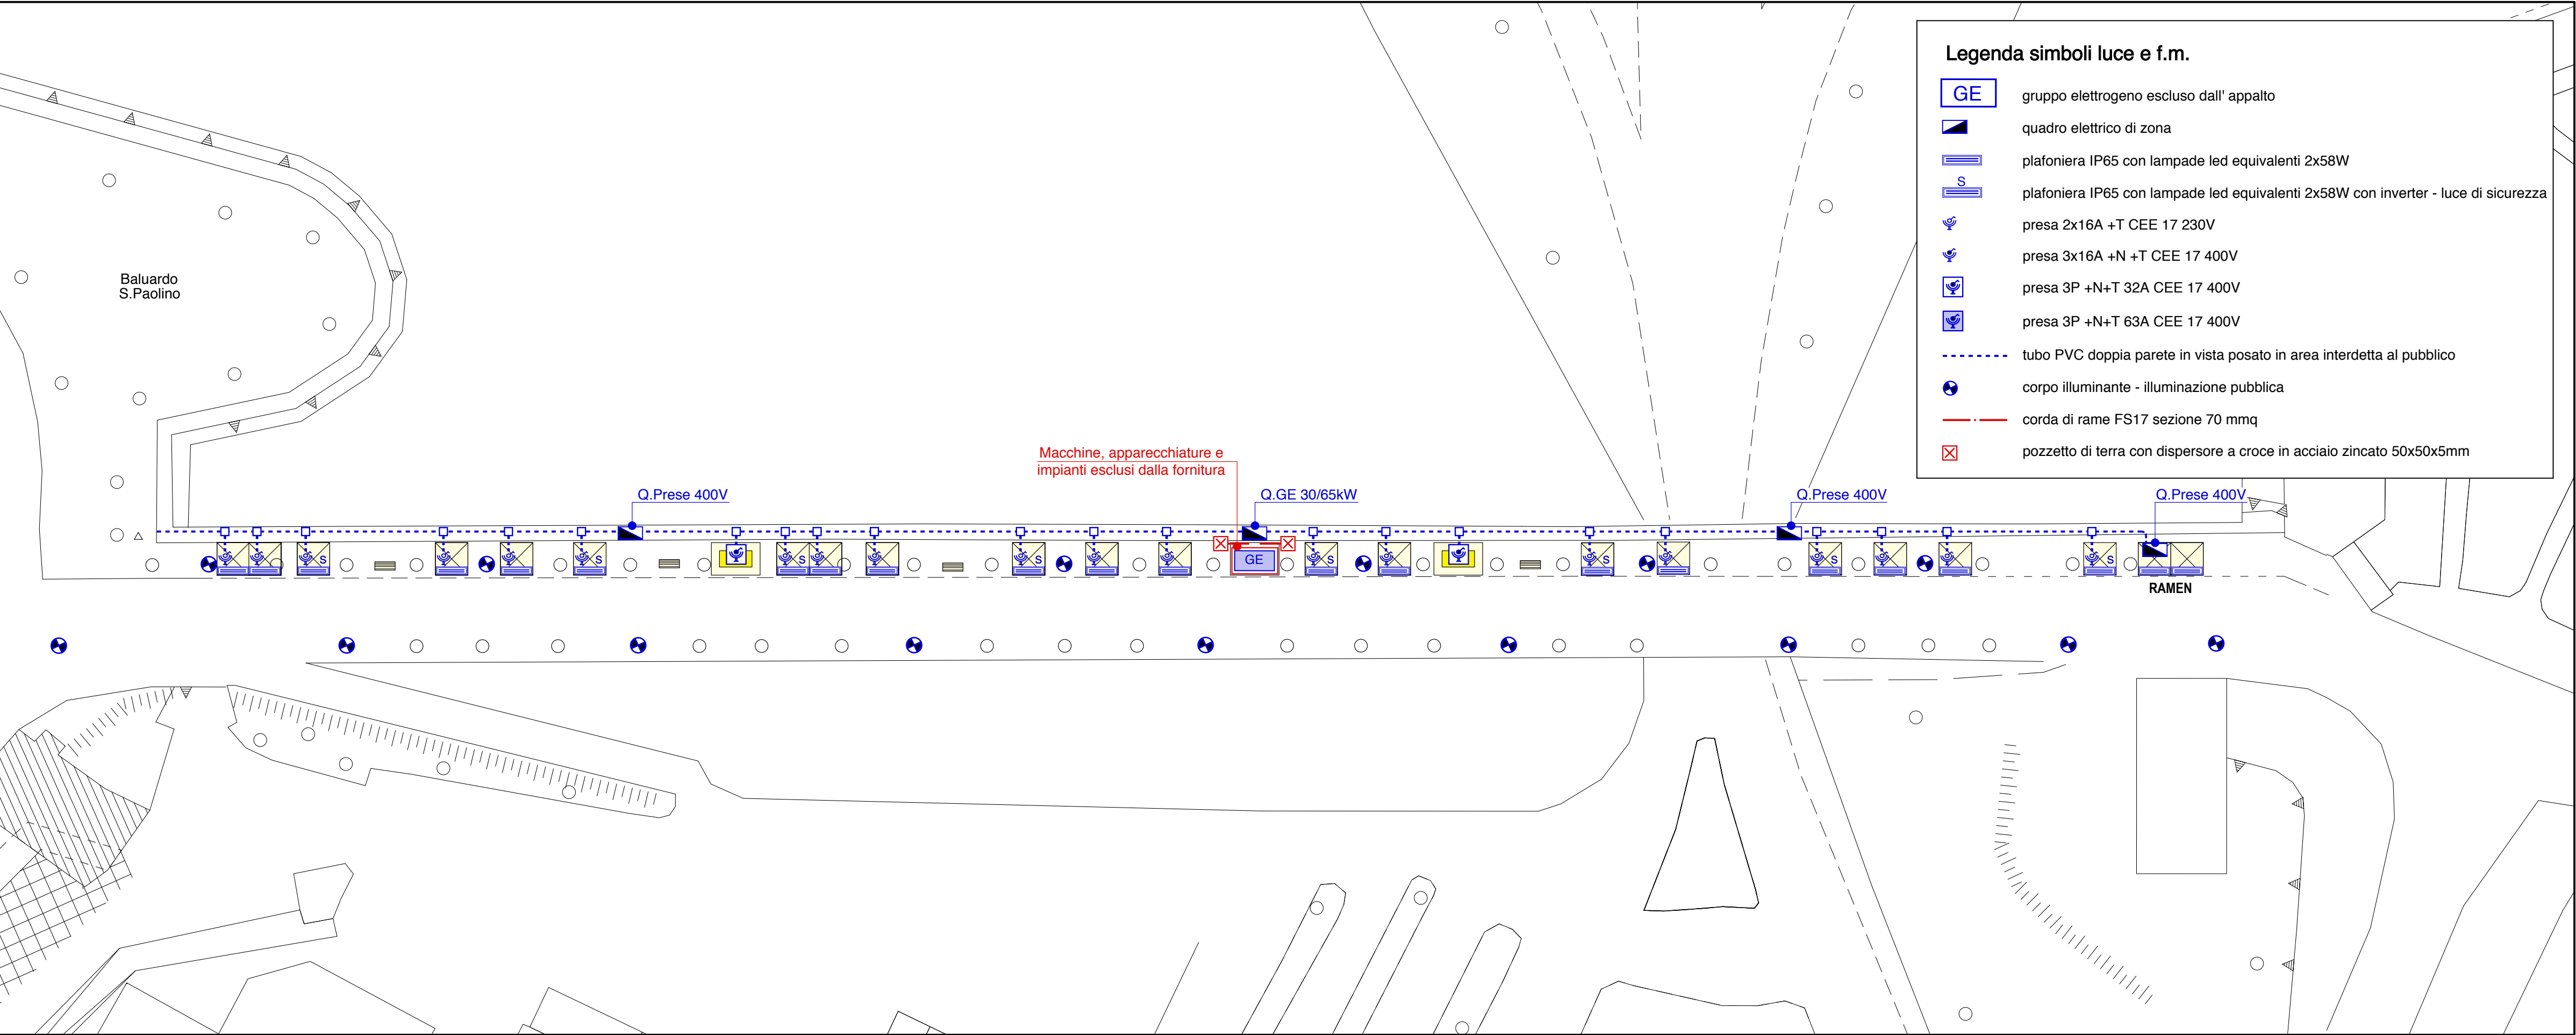 Legenda simboli luce e f.m.
GE
gruppo elettrogeno escluso dall' appalto
quadro elettrico di zona
plafoniera IP65 con lampade led equivalenti 2x58W
S
plafoniera IP65 con lampade led equivalenti 2x58W con inverter - luce di sicurezza
presa 2x16A +T CEE 17 230V
presa 3x16A +N +T CEE 17 400V
presa 3P +N+T 32A CEE 17 400V
presa 3P +N+T 63A CEE 17 400V
tubo PVC doppia parete in vista posato in area interdetta al pubblico
corpo illuminante - illuminazione pubblica
corda di rame FS17 sezione 70 mmq
pozzetto di terra con dispersore a croce in acciaio zincato 50x50x5mm
Baluardo
S.Paolino
Macchine, apparecchiature e
impianti esclusi dalla fornitura
Q.Prese 400V
Q.GE 30/65kW
Q.Prese 400V
Q.Prese 400V
S
S
S
S
S
GE
S
S
S
S
RAMEN